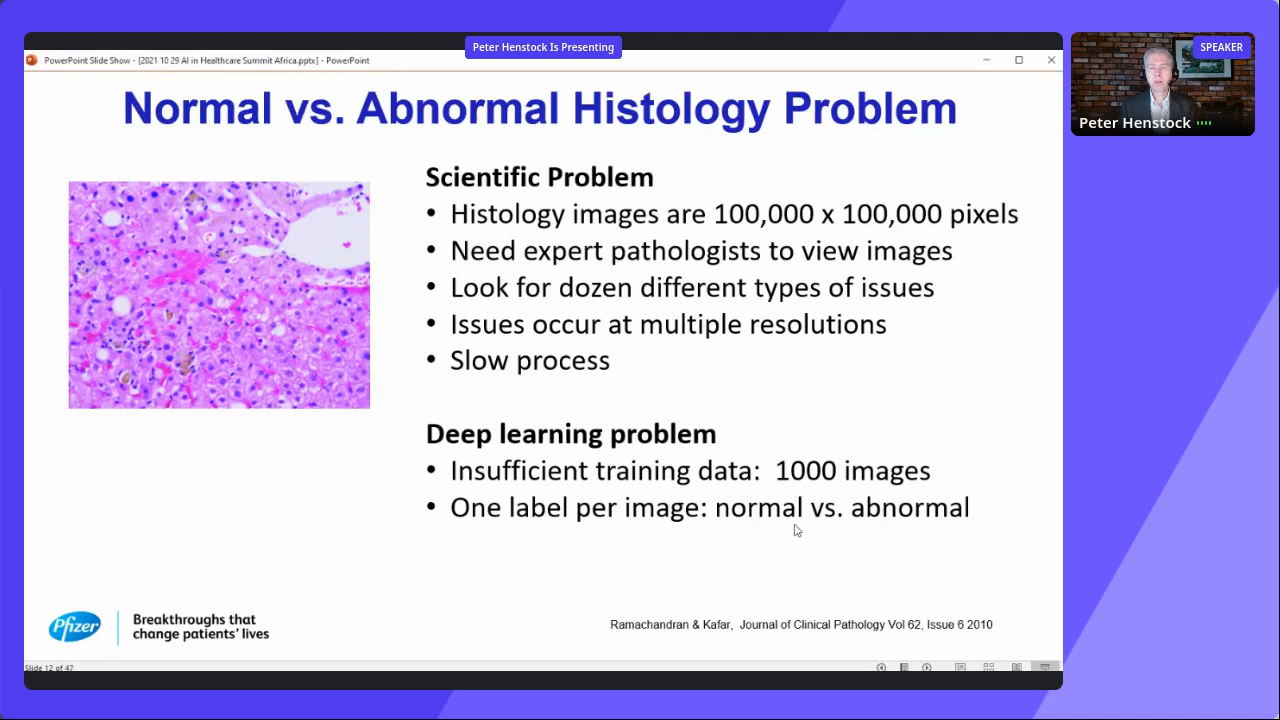 Peter Henstock Is Presenting
PowerPoint Slide Show - [2021 10 29 AI in Healthcare Summit Africa.pptx] - PowerPoint
SPEAKER
Peter Henstock
Normal vs. Abnormal Histology Problem
Scientific Problem
• Histology images are 100,000 x 100,000 pixels
• Need expert pathologists to view images
• Look for dozen different types of issues
• Issues occur at multiple resolutions
• Slow process
Deep learning problem
• Insufficient training data:  1000 images
• One label per image: normal vs. abnormal
Pfizer
Breakthroughs that
change patients' lives
Ramachandran & Kafar,  Journal of Clinical Pathology Vol 62, Issue 6 2010
Slide 12 of 47